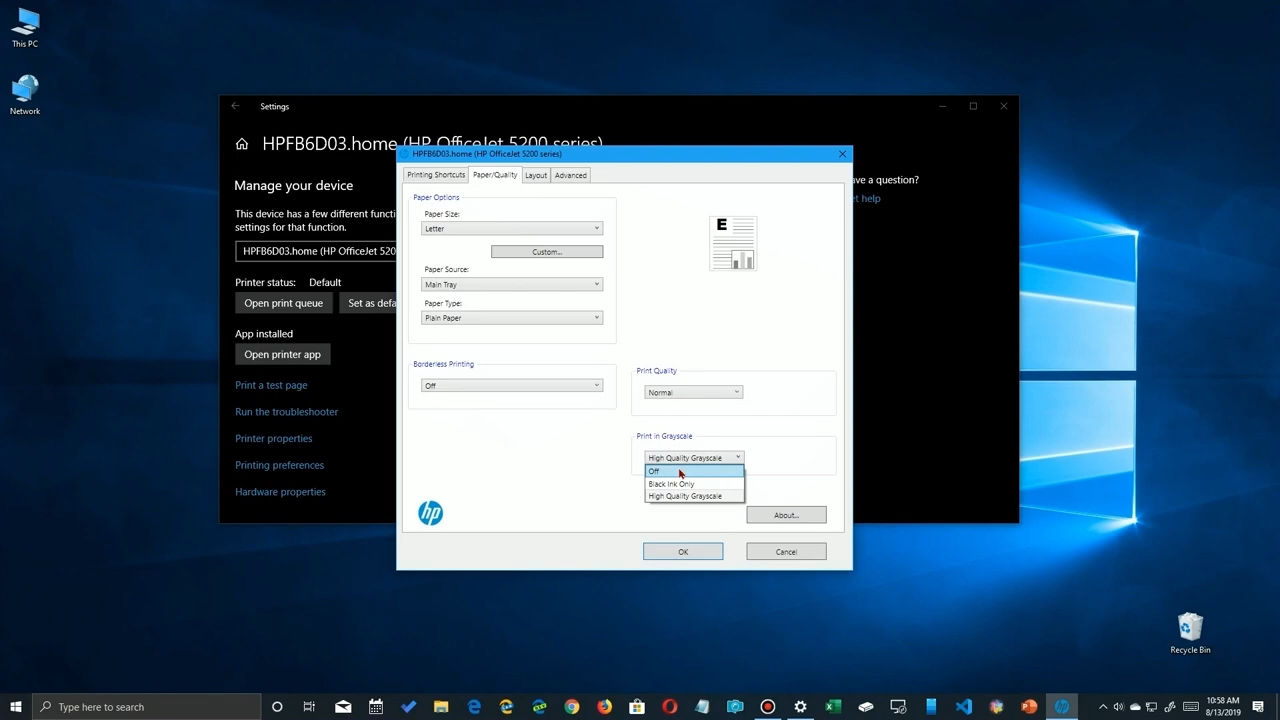 This PC
Network
Settings
HPFB6D03.home (HP OfficeJet 5200 series)
Manage your device
This device has a few different functi
settings for that function.
HPFB6D03.home (HP OfficeJet 520
Printer status: Default
Open print queue
Set as defa
App installed
Open printer app
Print a test page
Run the troubleshooter
Printer properties
Printing preferences
Hardware properties
ve a question?
et help
HPFB6D03.home (HP OfficeJet 5200 series)
Printing Shortcuts
Paper/Quality
Layout
Advanced
Paper Options
Paper Size:
Letter
Custom...
Paper Source:
Main Tray
Paper Type:
Plain Paper
Borderless Printing
Off
E
Print Quality
Normal
Print in Grayscale
High Quality Grayscale
Off
Black Ink Only
High Quality Grayscale
hp
About...
OK
Cancel
Recycle Bin
Type here to search
10:58 AM
8/13/2019